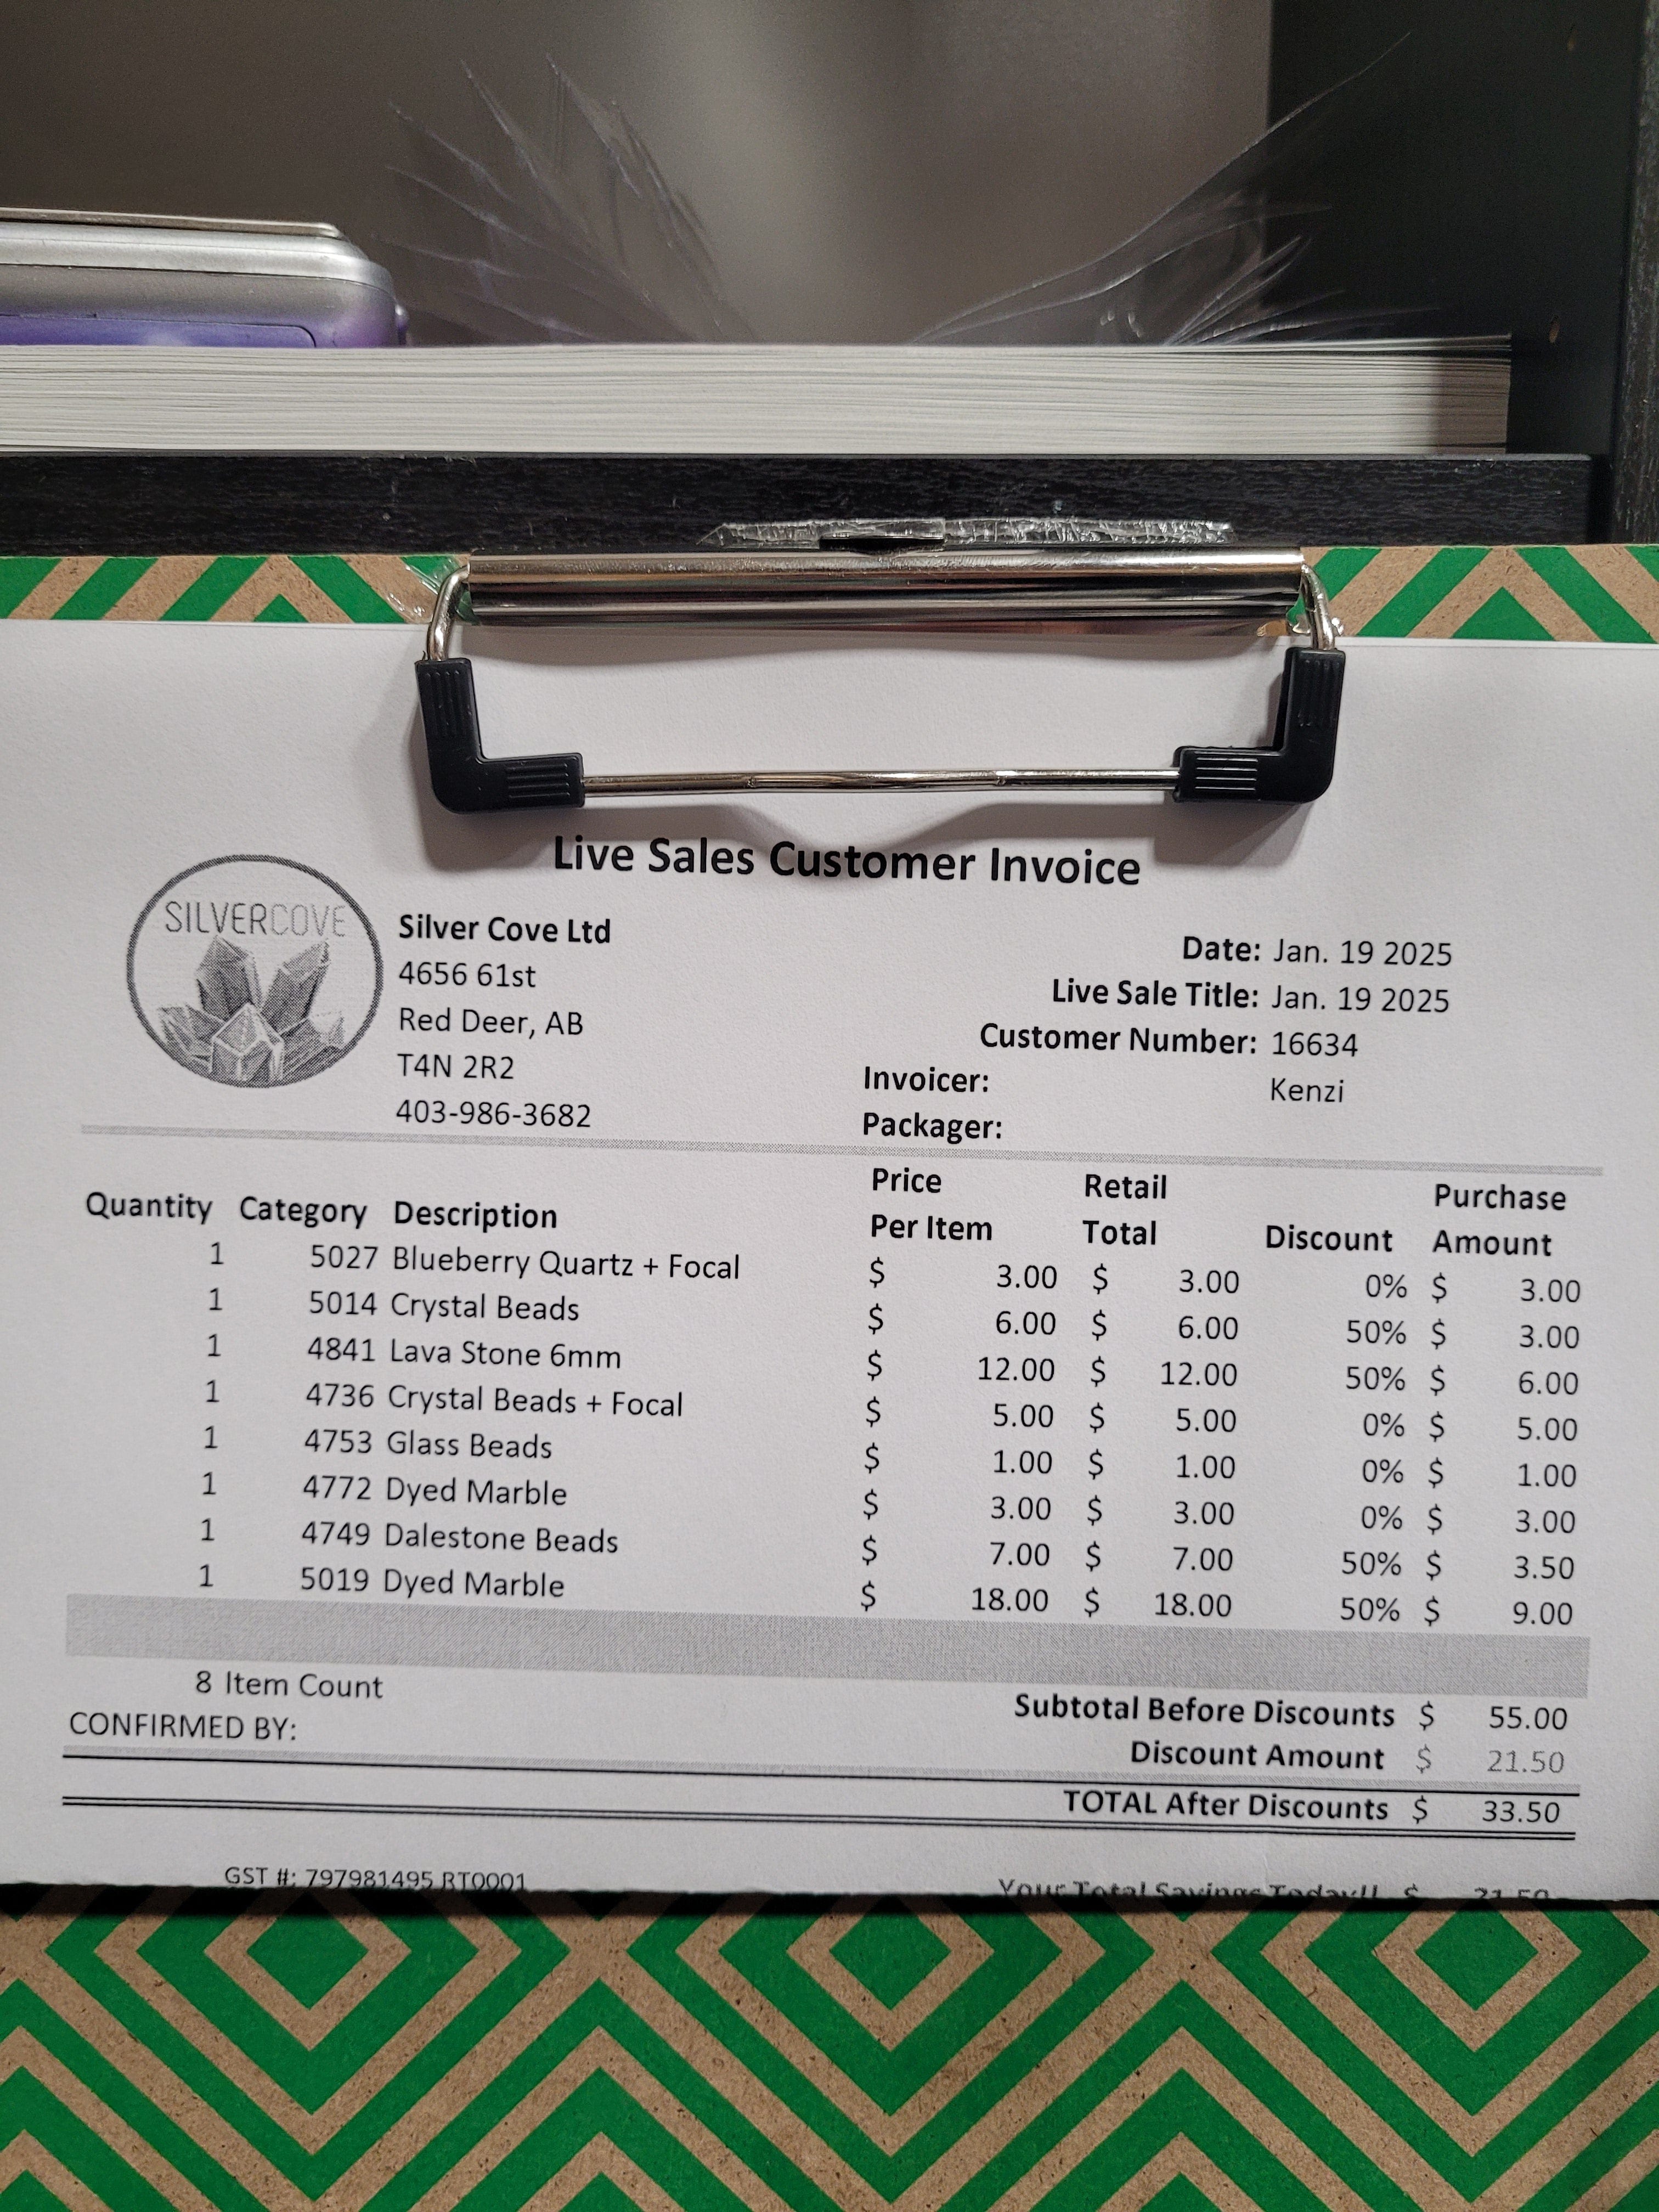 Live Sales Customer Invoice
SILVERCOVE
Silver Cove Ltd
4656 61st
Red Deer, AB
T4N 2R2
403-986-3682
Date: Jan. 19 2025
Live Sale Title: Jan. 19 2025
Customer Number: 16634
Invoicer: Kenzi
Packager:
Quantity Category Description Price Per Item Retail Total Discount Purchase Amount
1 5027 Blueberry Quartz + Focal $ 3.00 $ 3.00 0% $ 3.00
1 5014 Crystal Beads $ 6.00 $ 6.00 50% $ 3.00
1 4841 Lava Stone 6mm $ 12.00 $ 12.00 50% $ 6.00
1 4736 Crystal Beads + Focal $ 5.00 $ 5.00 0% $ 5.00
1 4753 Glass Beads $ 1.00 $ 1.00 0% $ 1.00
1 4772 Dyed Marble $ 3.00 $ 3.00 0% $ 3.00
1 4749 Dalestone Beads $ 7.00 $ 7.00 50% $ 3.50
1 5019 Dyed Marble $ 18.00 $ 18.00 50% $ 9.00
8 Item Count
Subtotal Before Discounts $ 55.00
CONFIRMED BY:
Discount Amount $ 21.50
TOTAL After Discounts $ 33.50
GST #: 797981495 RT0001
Your Total Savings Today!! $ 21.50